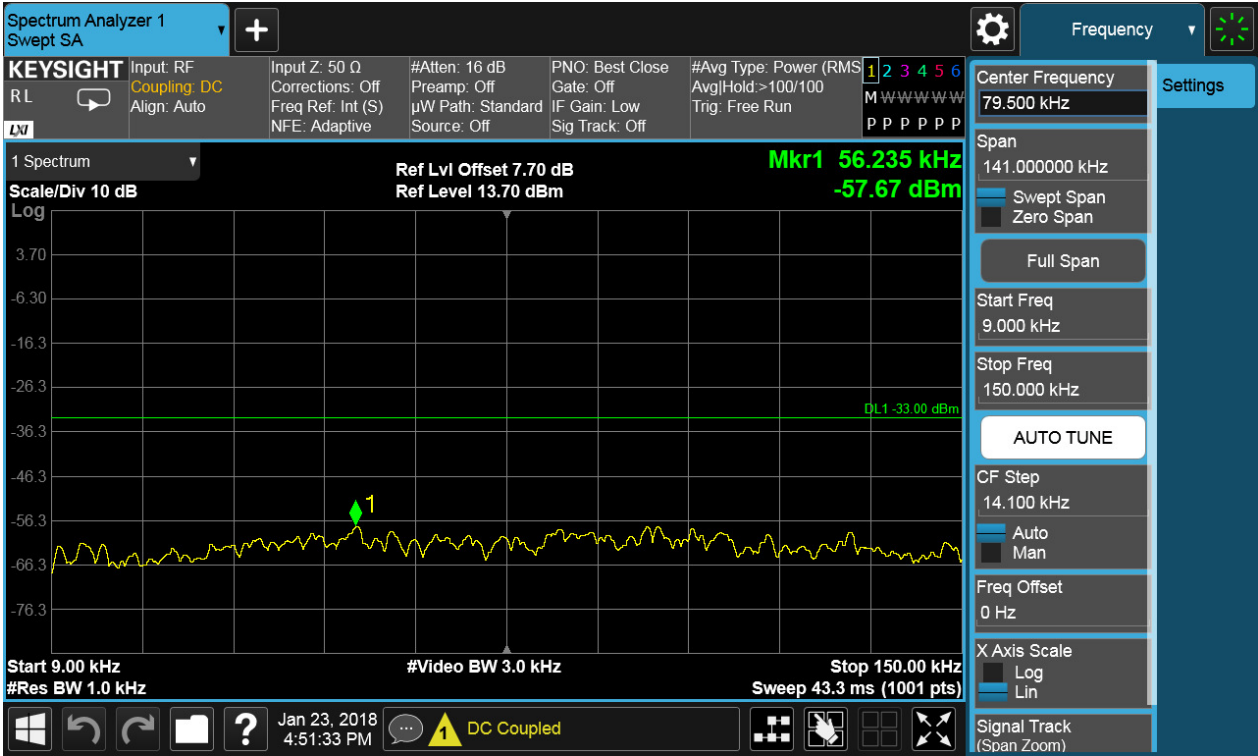 Spectrum Analyzer 1
Swept SA
+
Frequency
KEYSIGHT
R L
LXI
Input: RF
Coupling: DC
Align: Auto
Input Z: 50 Ω
Corrections: Off
Freq Ref: Int (S)
NFE: Adaptive
#Atten: 16 dB
Preamp: Off
µW Path: Standard
Source: Off
PNO: Best Close
Gate: Off
IF Gain: Low
Sig Track: Off
#Avg Type: Power (RMS
Avg|Hold:>100/100
Trig: Free Run
1 2 3 4 5 6
M W W W W W
P P P P P P
Center Frequency
79.500 kHz
Settings
Span
141.000000 kHz
Swept Span
Zero Span
Full Span
Start Freq
9.000 kHz
Stop Freq
150.000 kHz
AUTO TUNE
CF Step
14.100 kHz
Auto
Man
Freq Offset
0 Hz
X Axis Scale
Log
Lin
Signal Track
(Span Zoom)
1 Spectrum
Scale/Div 10 dB
Log
Ref Lvl Offset 7.70 dB
Ref Level 13.70 dBm
Mkr1 56.235 kHz
-57.67 dBm
3.70
-6.30
-16.3
-26.3
DL1 -33.00 dBm
-36.3
-46.3
1
-56.3
-66.3
-76.3
Start 9.00 kHz
#Res BW 1.0 kHz
#Video BW 3.0 kHz
Stop 150.00 kHz
Sweep 43.3 ms (1001 pts)
?
Jan 23, 2018
4:51:33 PM
1
DC Coupled